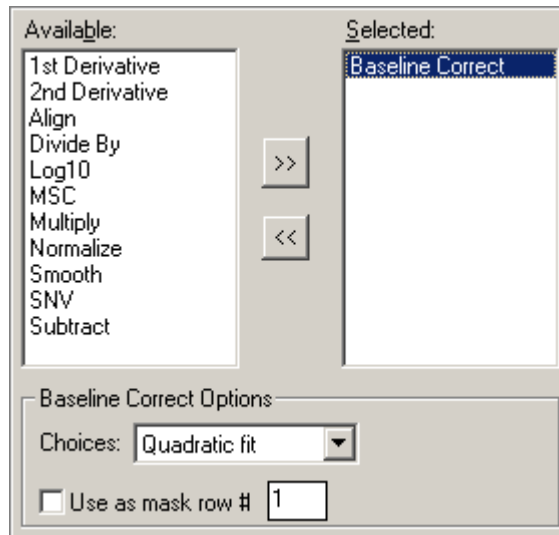 Available:
1st Derivative
2nd Derivative
Align
Divide By
Log10
MSC
Multiply
Normalize
Smooth
SNV
Subtract
>>
<<
Selected:
Baseline Correct
Baseline Correct Options
Choices: Quadratic fit
Use as mask row # 1